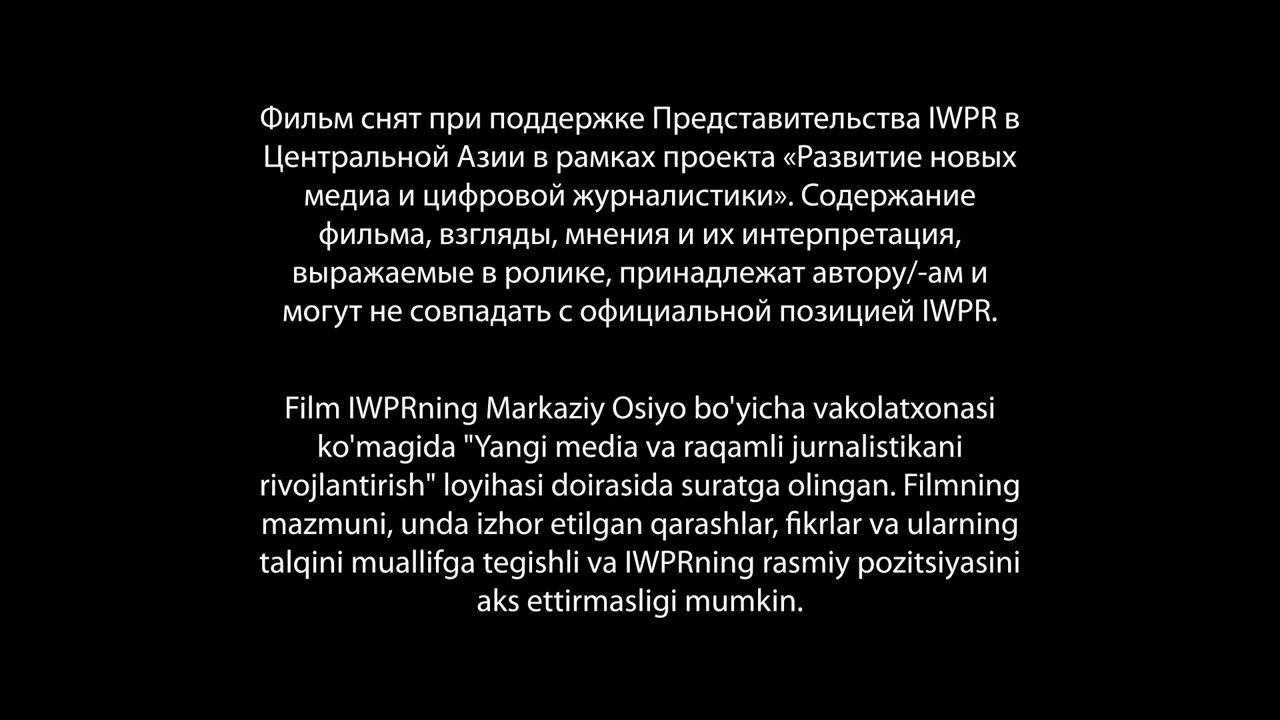 Фильм снят при поддержке Представительства IWPR в
Центральной Азии в рамках проекта «Развитие новых
медиа и цифровой журналистики». Содержание
фильма, взгляды, мнения и их интерпретация,
выражаемые в ролике, принадлежат автору/-ам и
могут не совпадать с официальной позицией IWPR.
Film IWPRning Markaziy Osiyo bo'yicha vakolatxonasi
ko'magida "Yangi media va raqamli jurnalistikani
rivojlantirish" loyihasi doirasida suratga olingan. Filmning
mazmuni, unda izhor etilgan qarashlar, fikrlar va ularning
talqini muallifga tegishli va IWPRning rasmiy pozitsiyasini
aks ettirmasligi mumkin.